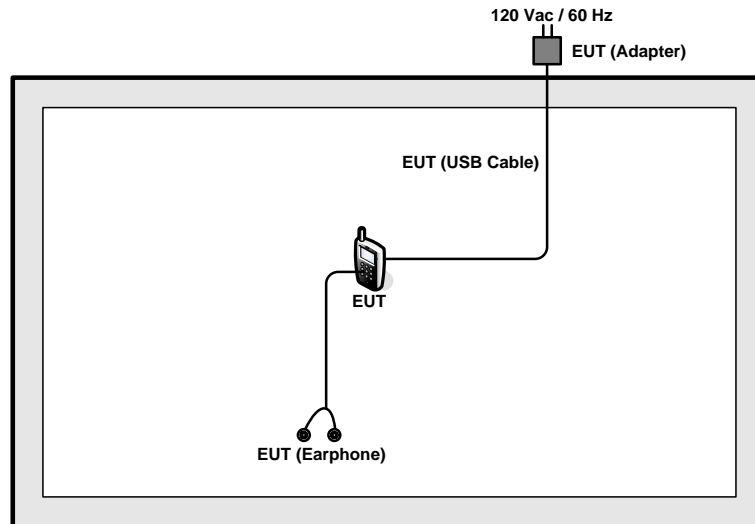 120 Vac / 60 Hz
EUT (Adapter)
EUT (USB Cable)
EUT
EUT (Earphone)